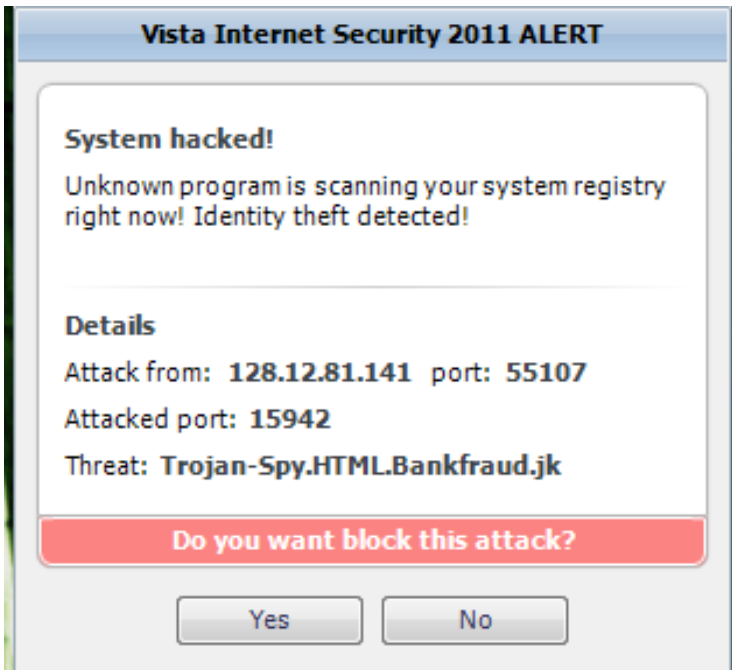 Vista Internet Security 2011 ALERT
System hacked!
Unknown program is scanning your system registry
right now! Identity theft detected!
Details
Attack from: 128.12.81.141 port: 55107
Attacked port: 15942
Threat: Trojan-Spy.HTML.Bankfraud.jk
Do you want block this attack?
Yes No